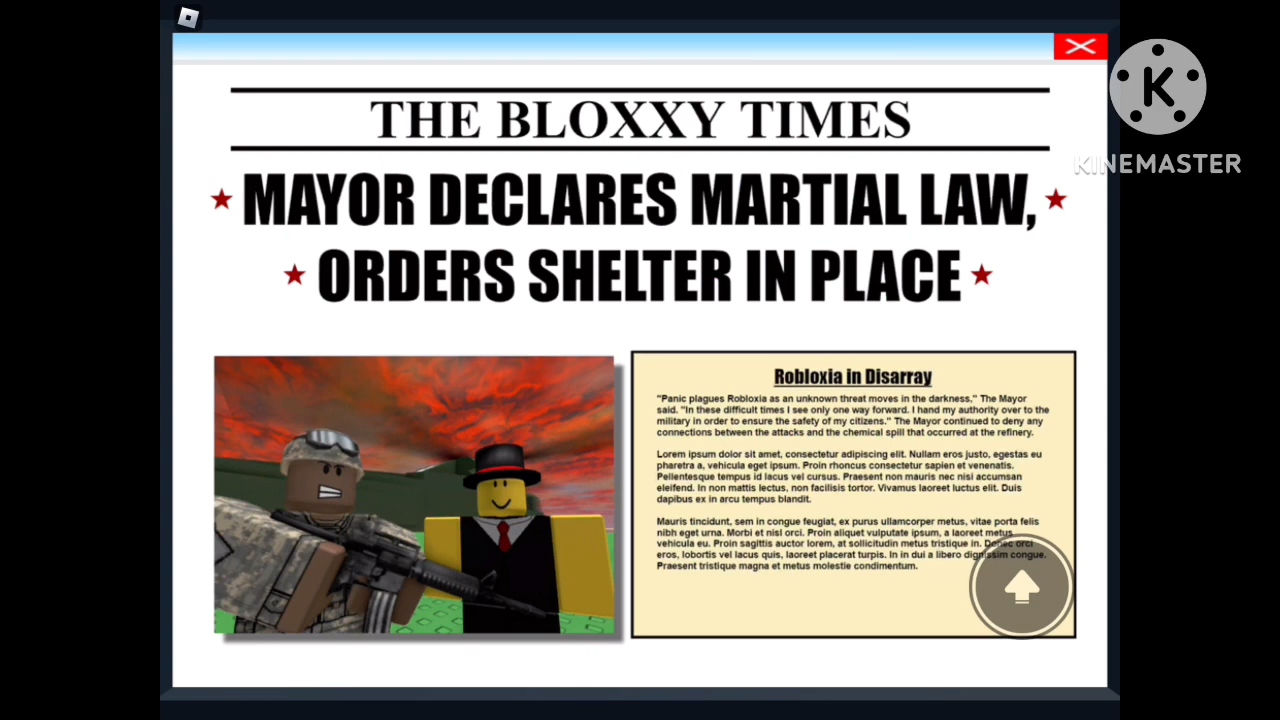 THE BLOXXY TIMES
K
KINEMASTER
MAYOR DECLARES MARTIAL LAW,
ORDERS SHELTER IN PLACE
Robloxia in Disarray
"Panic plagues Robloxia as an unknown threat moves in the darkness." The Mayor
said. "In these difficult times I see only one way forward. I hand my authority over to the
military in order to ensure the safety of my citizens." The Mayor continued to deny any
connections between the attacks and the chemical spill that occurred at the refinery.
Lorem ipsum dolor sit amet, consectetur adipiscing elit. Nullam eros justo, egestas eu
pharetra a, vehicula eget ipsum. Proin rhoncus consectetur sapien et venenatis.
Pellentesque tempus id lacus vel cursus. Praesent non mauris nec nisi accumsan
eleifend. In non mattis lectus, non facilisis tortor. Vivamus laoreet luctus elit. Duis
dapibus ex in arcu tempus blandit.
Mauris tincidunt, sem in congue feugiat, ex purus ullamcorper metus, vitae porta felis
nibh eget urna. Morbi et nisl orci. Proin aliquet vulputate ipsum, a laoreet metus
vehicula eu. Proin sagittis auctor lorem, at sollicitudin metus tristique in. Donec orci
eros, lobortis vel lacus quis, laoreet placerat turpis. In in dui a libero dignissim congue.
Praesent tristique magna et metus molestie condimentum.